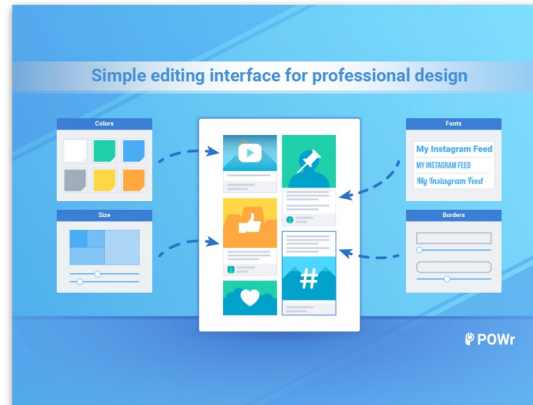 Simple editing interface for professional design
Colors
Fonts
My Instagram Feed
MY INSTAGRAM FEED
My Instagram Feed
Size
Borders
#
POWr